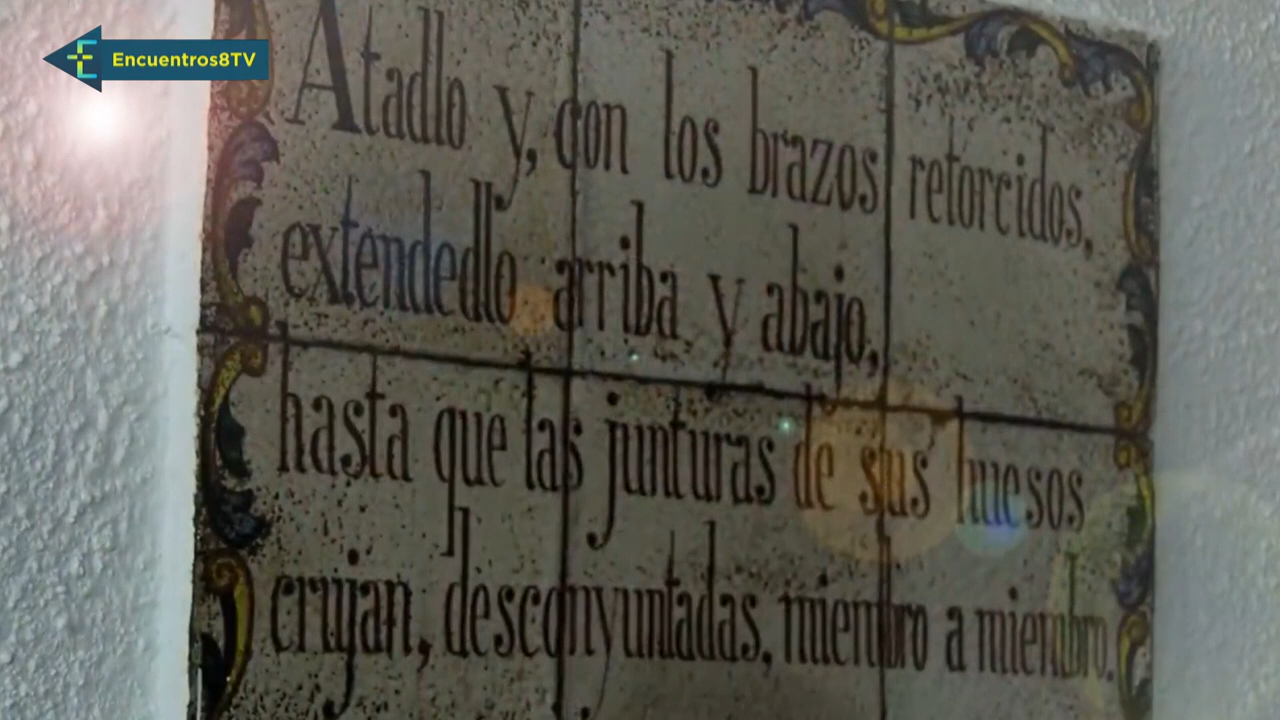 Encuentros8TV
Atadlo y, con los brazos retorcidos,
extendedlo arriba y abajo,
hasta que las junturas de sus huesos
crujan, desconyuntadas, miembro a miembro.